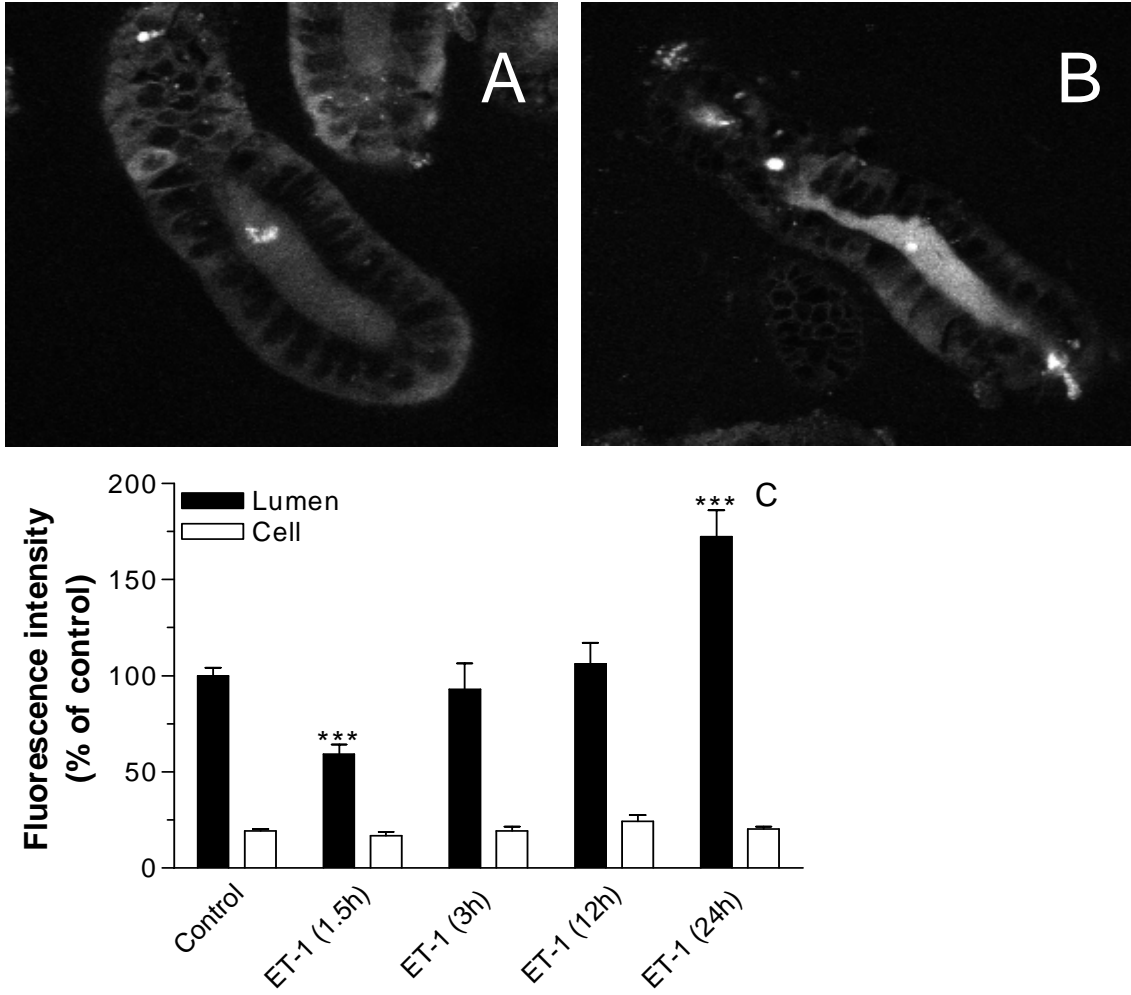 A
B
C
Lumen
Cell
Fluorescence intensity
(% of control)
200
150
100
50
0
***
***
Control
ET-1 (1.5h)
ET-1 (3h)
ET-1 (12h)
ET-1 (24h)